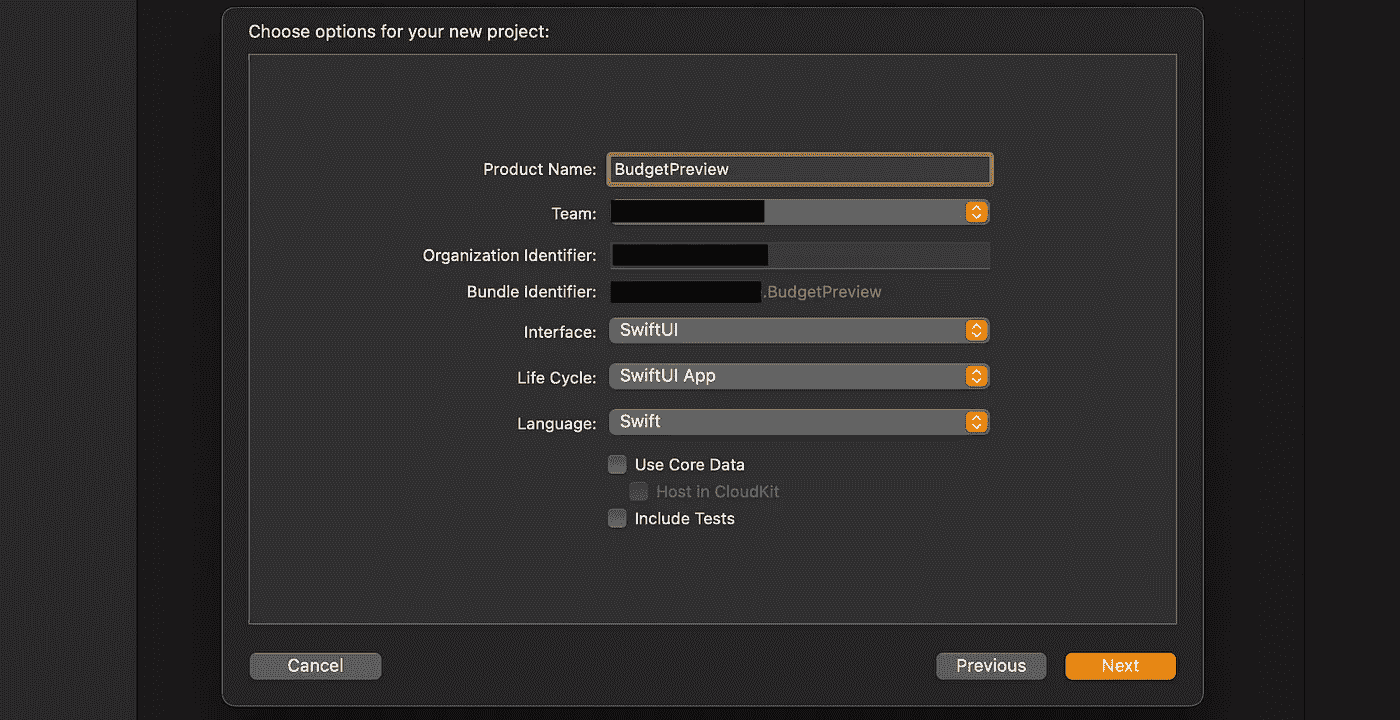 Choose options for your new project:
Product Name: BudgetPreview
Team:
Organization Identifier:
Bundle Identifier: .BudgetPreview
Interface: SwiftUI
Life Cycle: SwiftUI App
Language: Swift
Use Core Data
Host in CloudKit
Include Tests
Cancel Previous Next